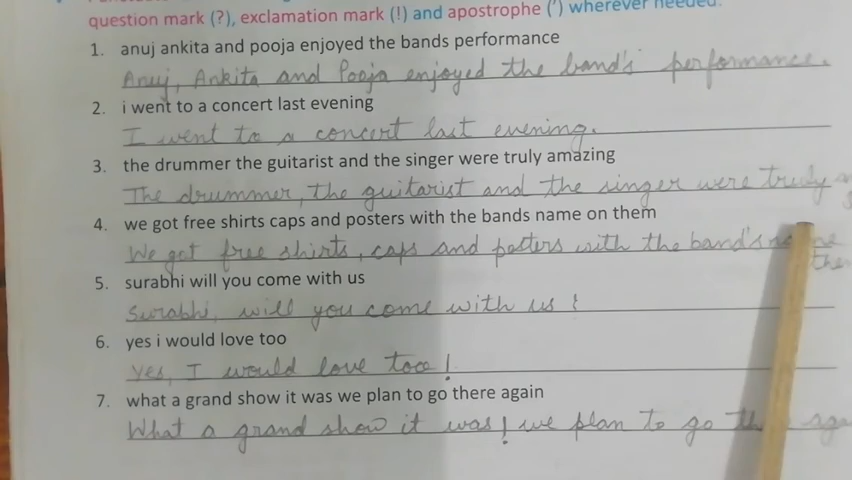 question mark (?), exclamation mark (!) and apostrophe (') wherever needed.
1. anuj ankita and pooja enjoyed the bands performance
Anuj, Ankita and Pooja enjoyed the band's performance.
2. i went to a concert last evening
I went to a concert last evening.
3. the drummer the guitarist and the singer were truly amazing
The drummer, the guitarist and the singer were truly
4. we got free shirts caps and posters with the bands name on them
We got free shirts, caps and posters with the band's
5. surabhi will you come with us
Surabhi, will you come with us
6. yes i would love too
yes, I would love too!
7. what a grand show it was we plan to go there again
What a grand show it was! we plan to go